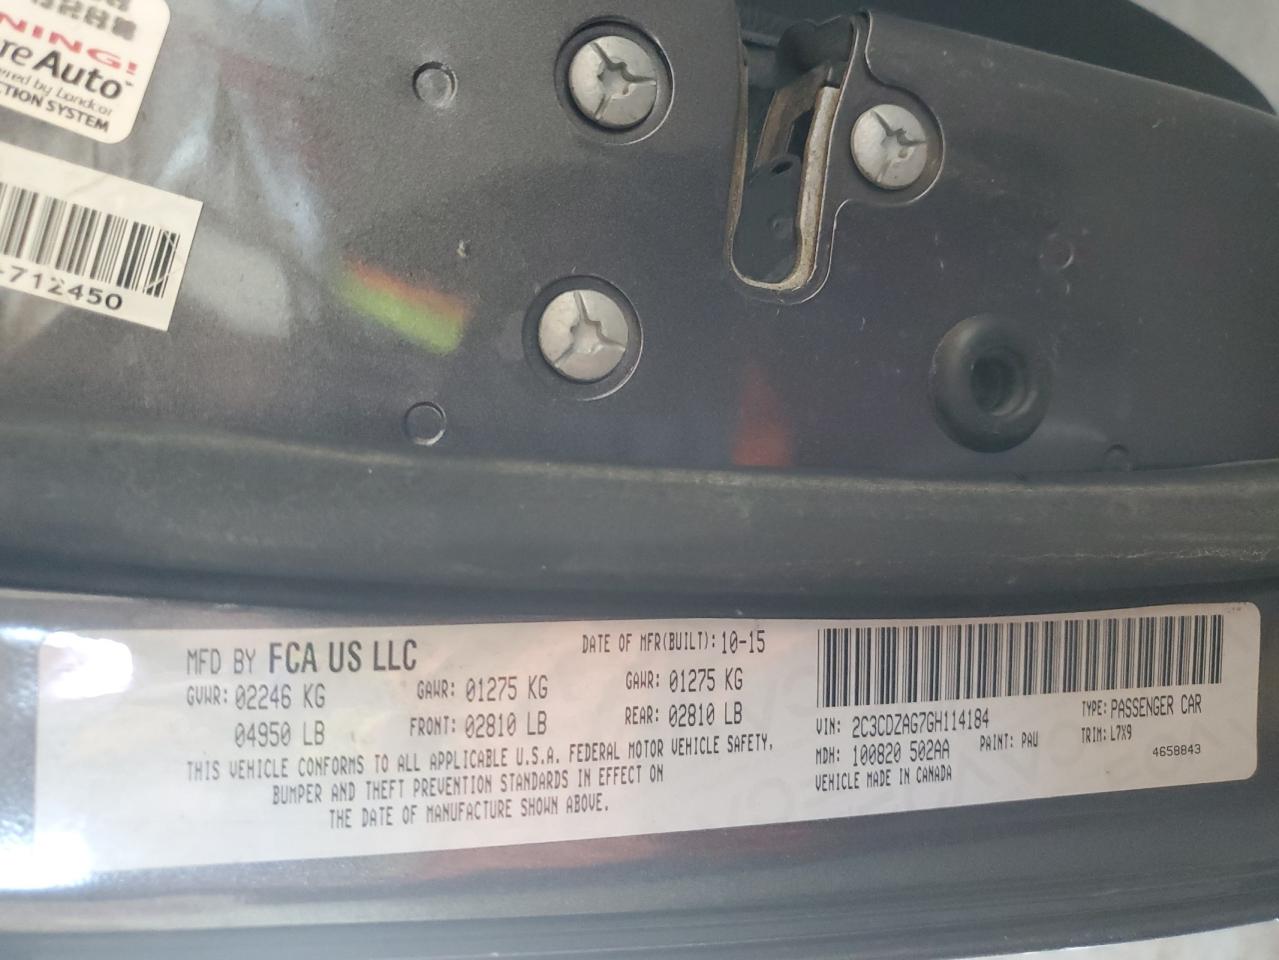 NING!
re Auto
erred by Landcar
CTION SYSTEM
-712450
MFD BY FCA US LLC
DATE OF MFR(BUILT): 10-15
GVWR: 02246 KG
GAWR: 01275 KG
GAWR: 01275 KG
04950 LB
FRONT: 02810 LB
REAR: 02810 LB
THIS VEHICLE CONFORMS TO ALL APPLICABLE U.S.A. FEDERAL MOTOR VEHICLE SAFETY,
BUMPER AND THEFT PREVENTION STANDARDS IN EFFECT ON
THE DATE OF MANUFACTURE SHOWN ABOVE.
VIN: 2C3CDZAG7GH114184
TYPE: PASSENGER CAR
MDH: 100820 502AA
PAINT: PAU
TRIM: L7X9
VEHICLE MADE IN CANADA
4658843